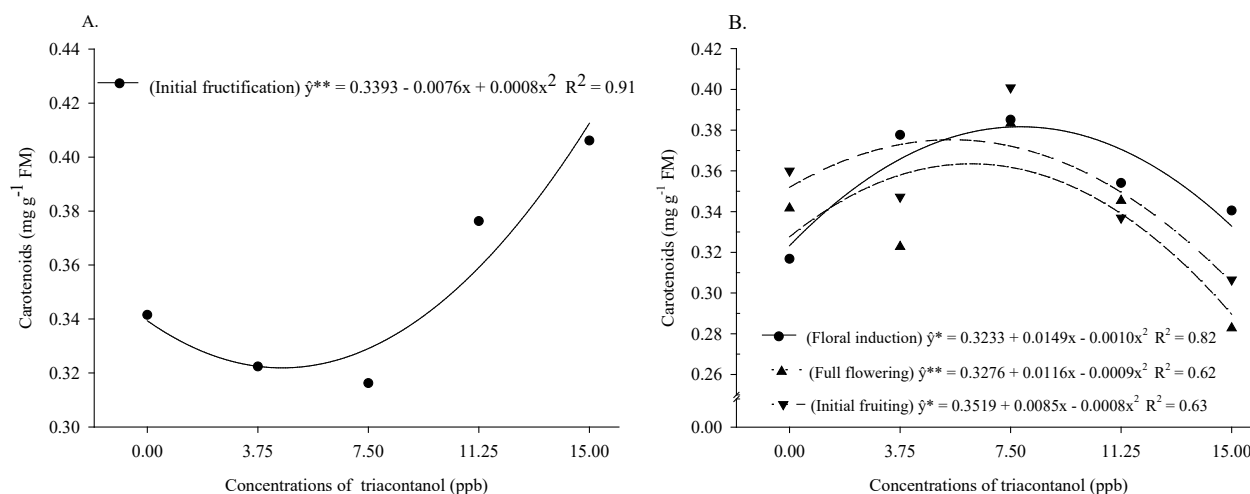 A.
0.44
(Initial fructification) ŷ** = 0.3393 - 0.0076x + 0.0008x² R² = 0.91
0.42
0.40
0.38
0.36
0.34
0.32
0.30
Carotenoids (mg g⁻¹ FM)
0.00 3.75 7.50 11.25 15.00
Concentrations of triacontanol (ppb)
B.
0.42
0.40
0.38
0.36
0.34
0.32
0.30
0.28
0.26
0.00
Carotenoids (mg g⁻¹ FM)
(Floral induction) ŷ* = 0.3233 + 0.0149x - 0.0010x² R² = 0.82
(Full flowering) ŷ** = 0.3276 + 0.0116x - 0.0009x² R² = 0.62
(Initial fruiting) ŷ* = 0.3519 + 0.0085x - 0.0008x² R² = 0.63
0.00 3.75 7.50 11.25 15.00
Concentrations of triacontanol (ppb)